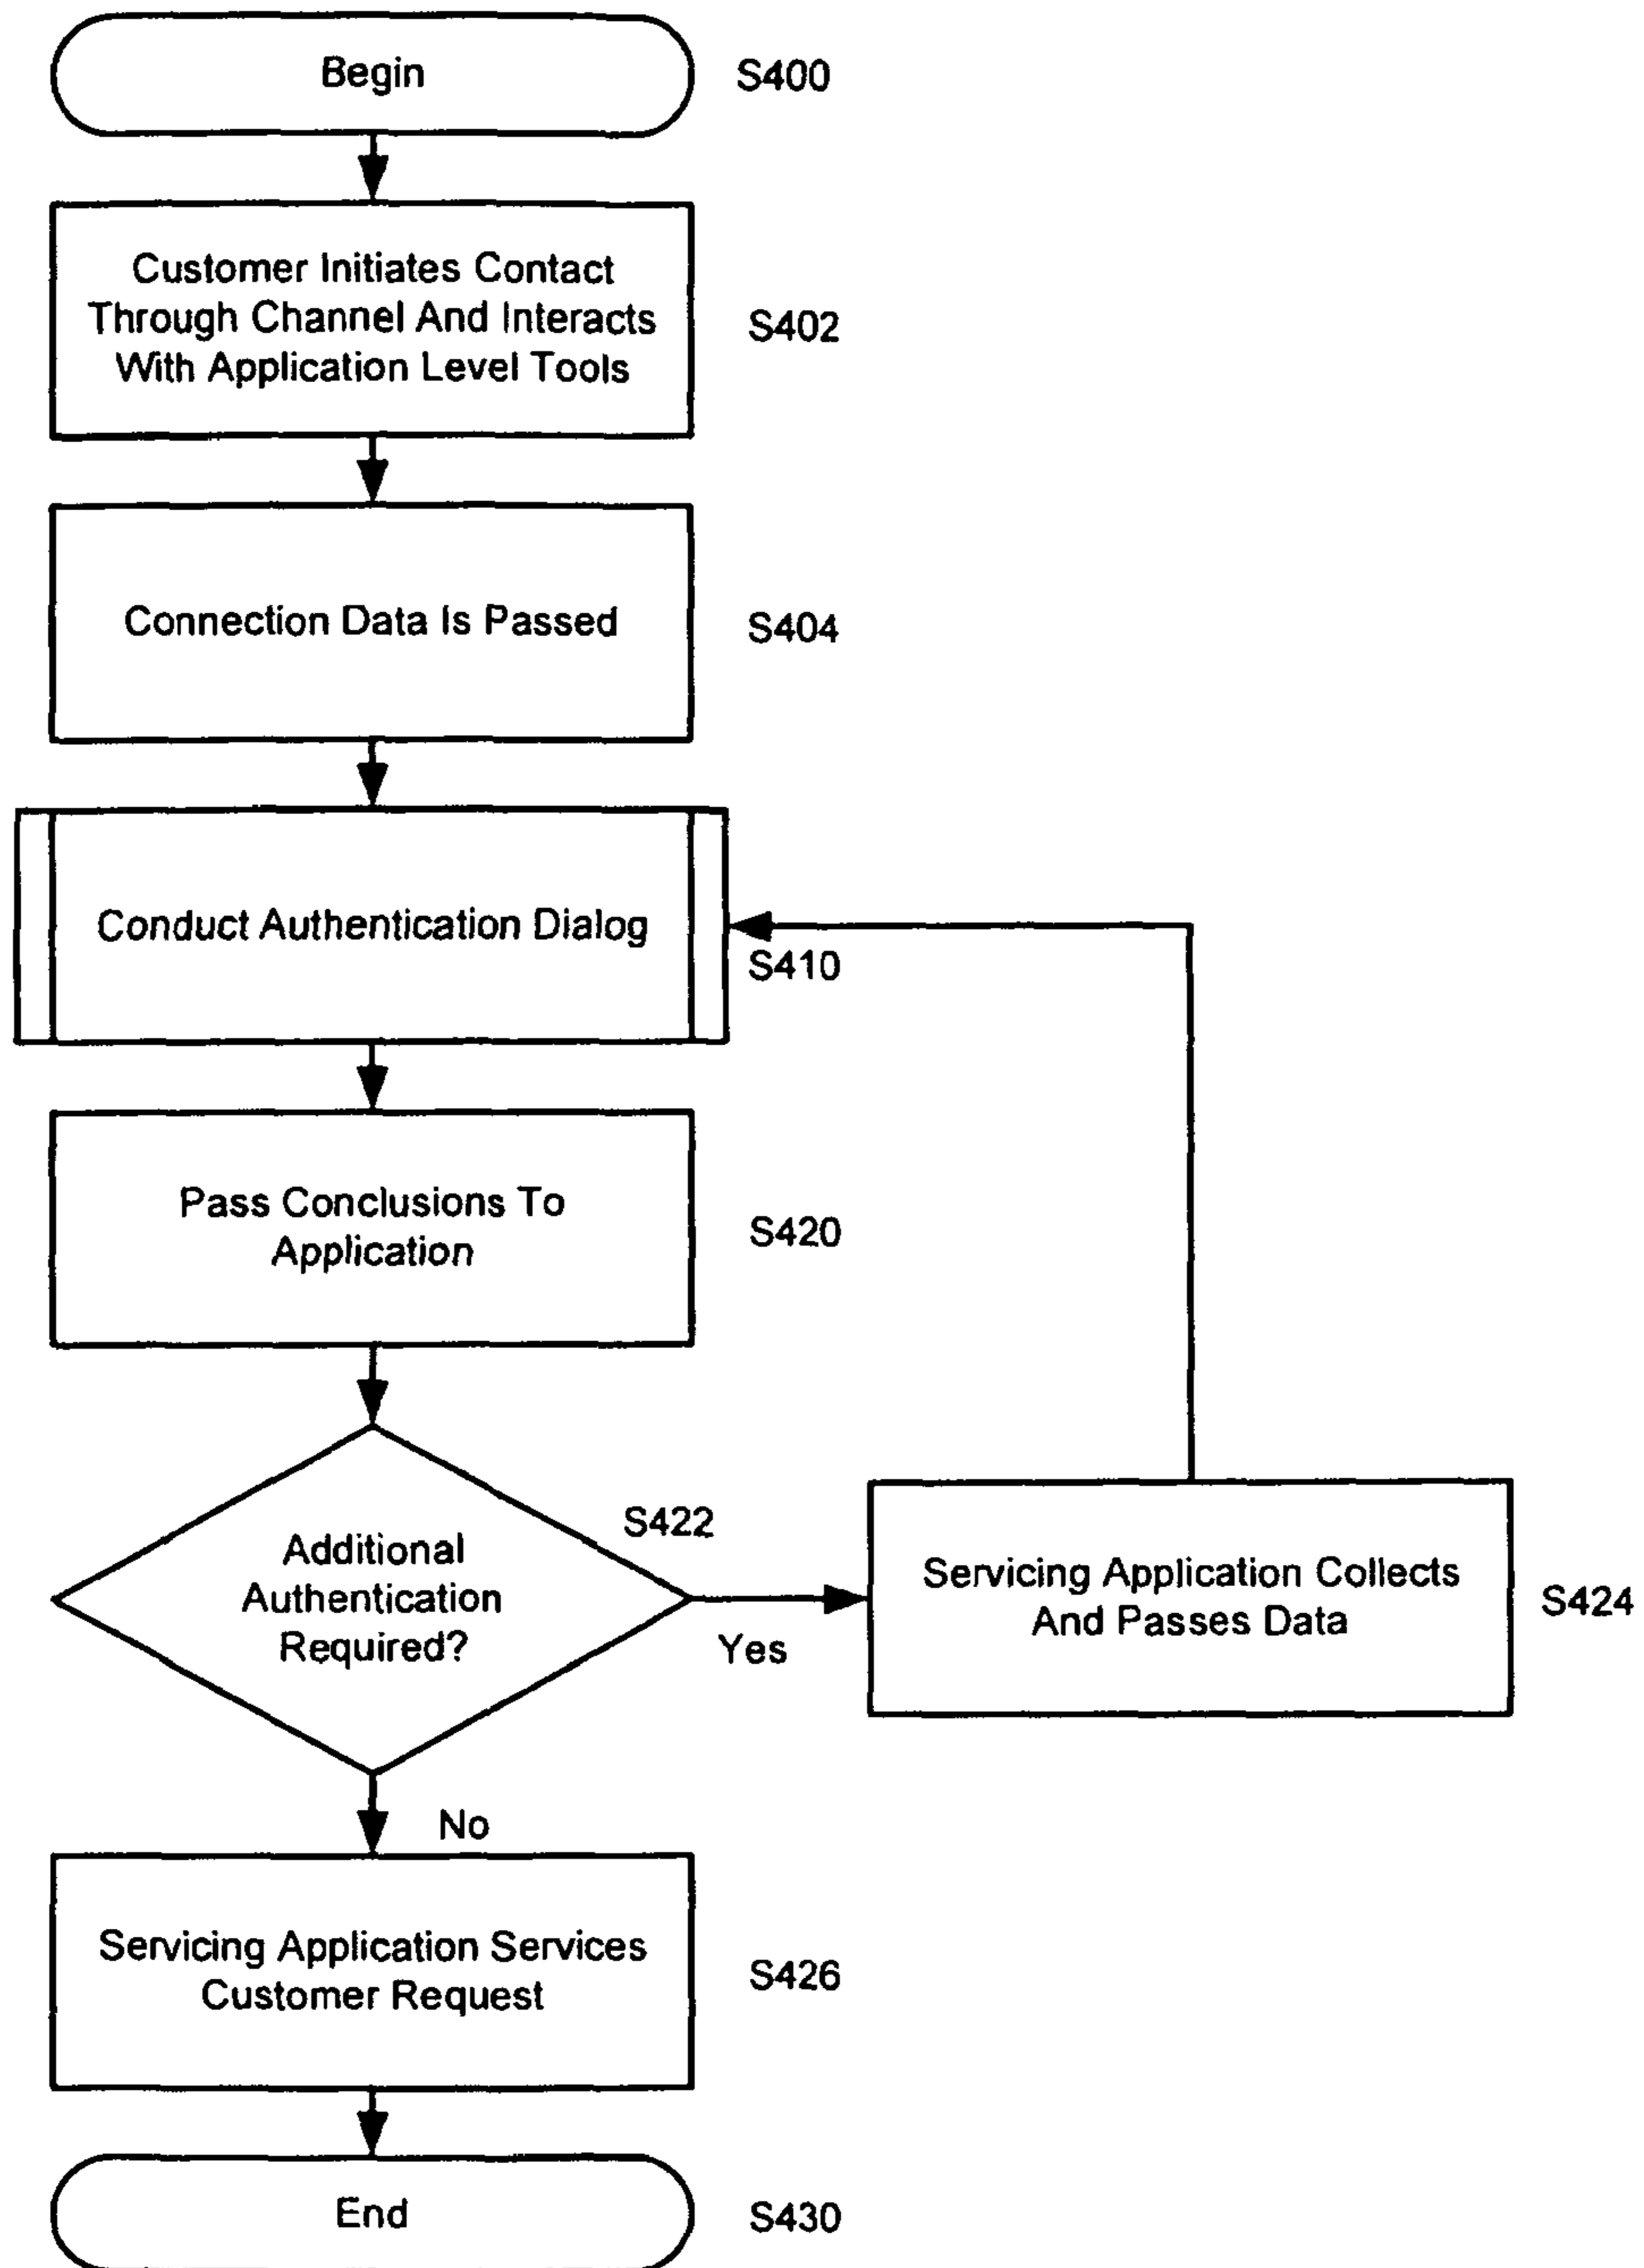 Begin
S400
Customer Initiates Contact
Through Channel And Interacts
With Application Level Tools
S402
Connection Data Is Passed
S404
Conduct Authentication Dialog
S410
Pass Conclusions To
Application
S420
Additional
Authentication
Required?
S422
Yes
Servicing Application Collects
And Passes Data
S424
No
Servicing Application Services
Customer Request
S426
End
S430